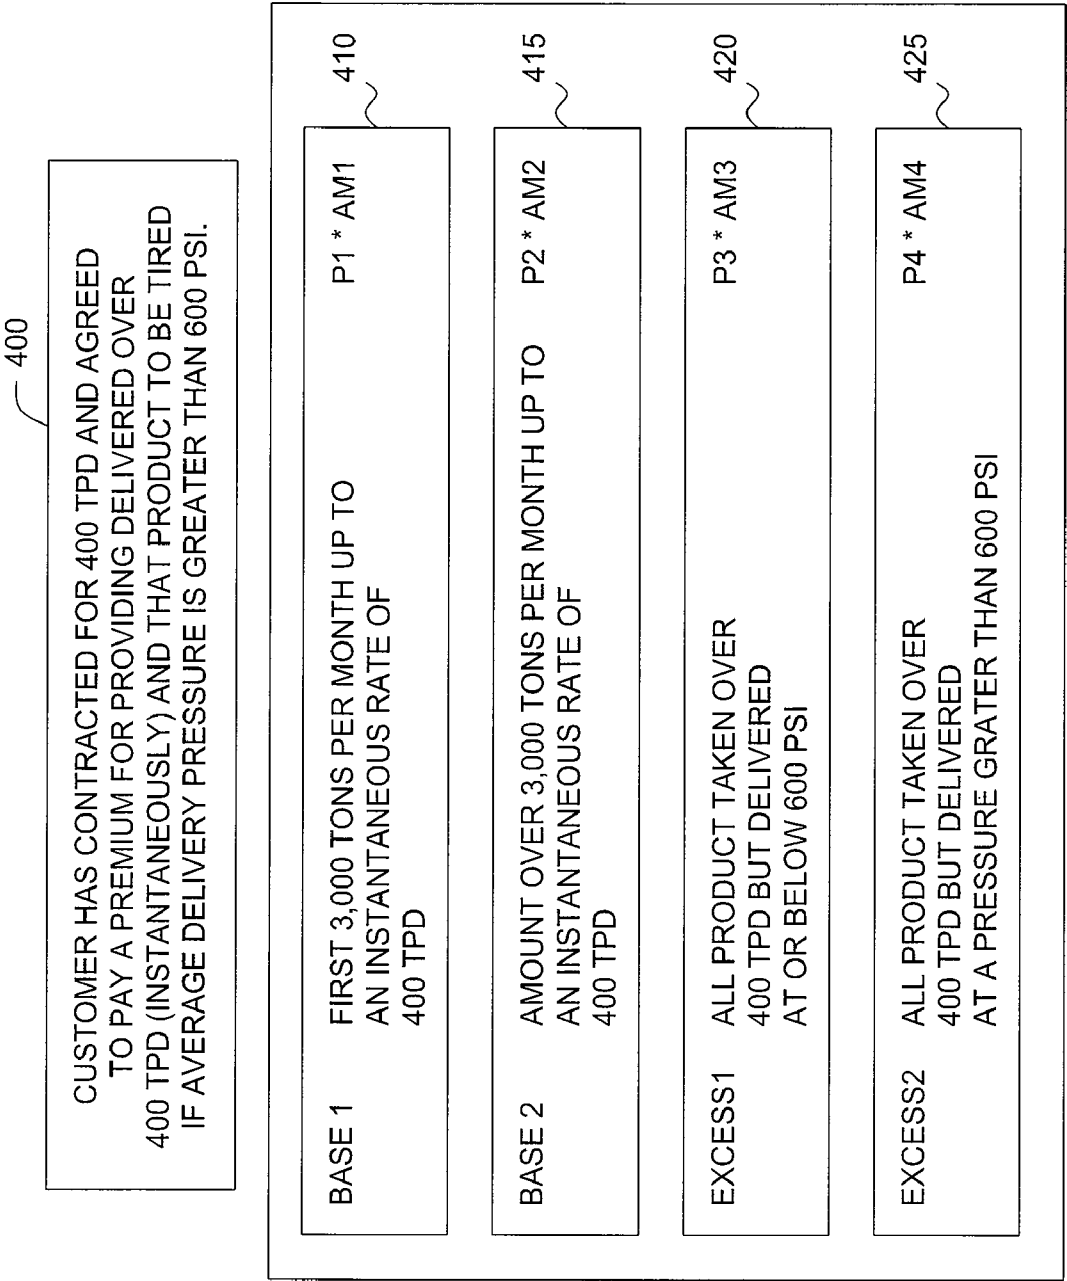 400
CUSTOMER HAS CONTRACTED FOR 400 TPD AND AGREED
TO PAY A PREMIUM FOR PROVIDING DELIVERED OVER
400 TPD (INSTANTANEOUSLY) AND THAT PRODUCT TO BE TIRED
IF AVERAGE DELIVERY PRESSURE IS GREATER THAN 600 PSI.
410
BASE 1 FIRST 3,000 TONS PER MONTH UP TO P1 * AM1
AN INSTANTANEOUS RATE OF
400 TPD
415
BASE 2 AMOUNT OVER 3,000 TONS PER MONTH UP TO P2 * AM2
AN INSTANTANEOUS RATE OF
400 TPD
420
EXCESS1 ALL PRODUCT TAKEN OVER P3 * AM3
400 TPD BUT DELIVERED
AT OR BELOW 600 PSI
425
EXCESS2 ALL PRODUCT TAKEN OVER P4 * AM4
400 TPD BUT DELIVERED
AT A PRESSURE GRATER THAN 600 PSI